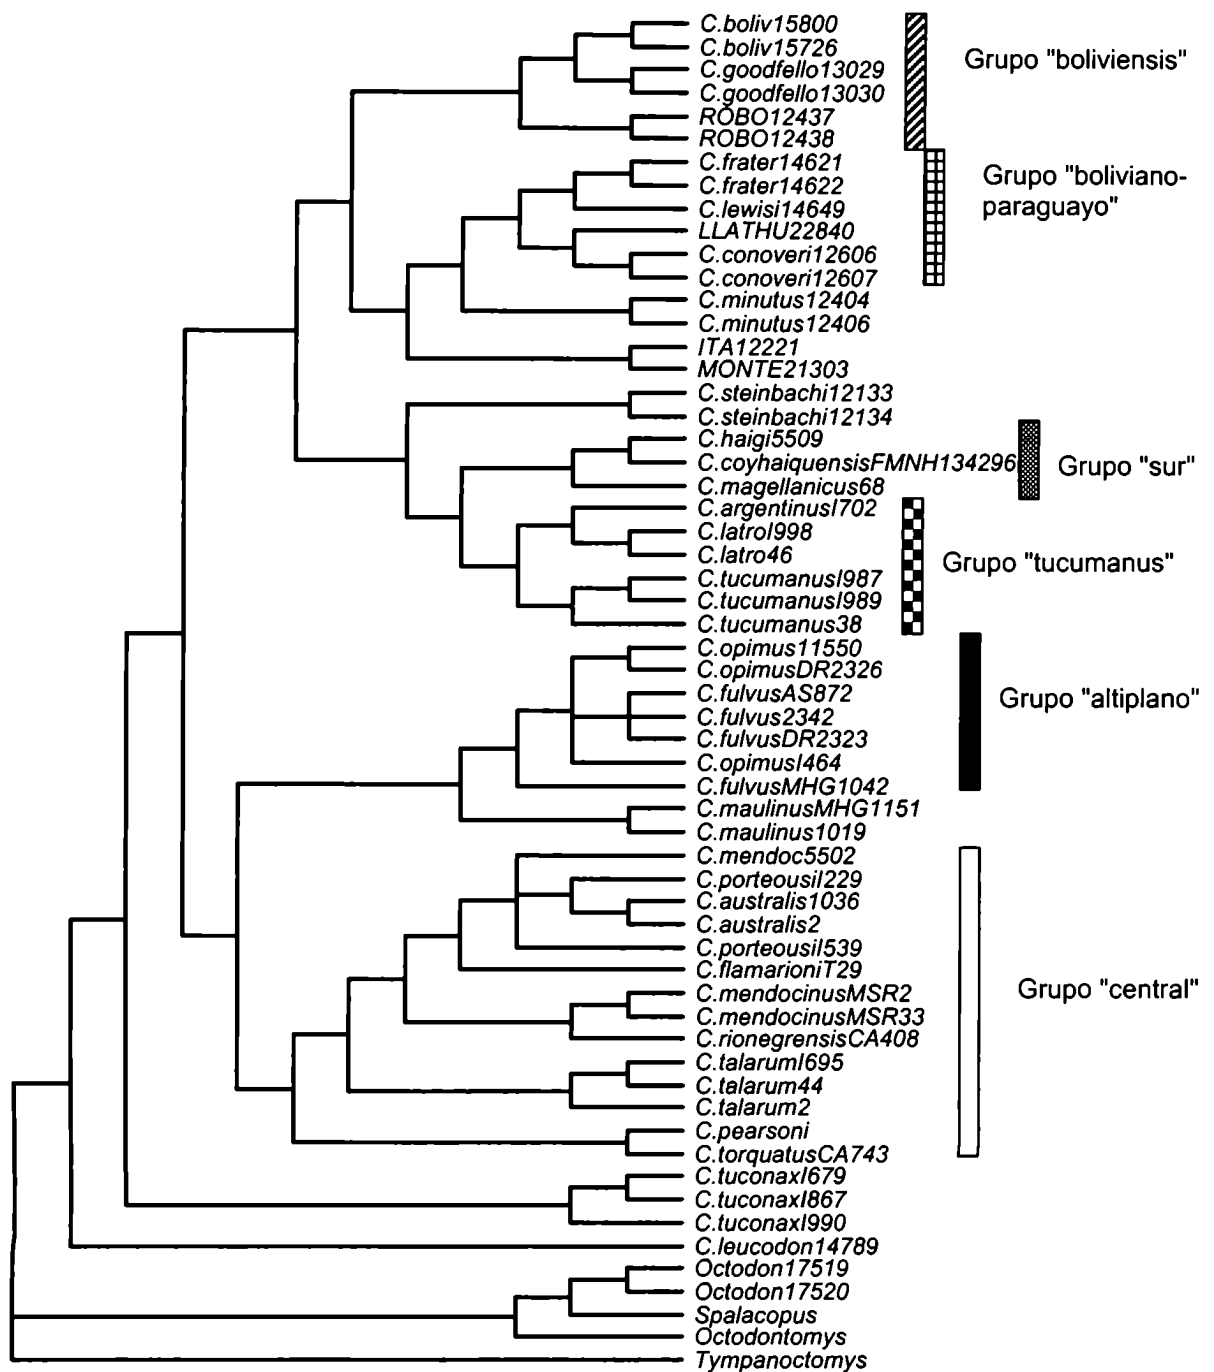 C.boliv15800
C.boliv15726
C.goodfello13029
C.goodfello13030
ROBO12437
ROBO12438
C.frater14621
C.frater14622
C.lewisi14649
LLATHU22840
C.conoveri12606
C.conoveri12607
C.minutus12404
C.minutus12406
ITA12221
MONTE21303
C.steinbachi12133
C.steinbachi12134
C.haigi5509
C.coyhaiquensisFMNH134296
C.magellanicus68
C.argentinusI702
C.latroI998
C.latro46
C.tucumanusI987
C.tucumanusI989
C.tucumanus38
C.opimus11550
C.opimusDR2326
C.fulvusAS872
C.fulvus2342
C.fulvusDR2323
C.opimusI464
C.fulvusMHG1042
C.maulinusMHG1151
C.maulinus1019
C.mendoc5502
C.porteousiI229
C.australis1036
C.australis2
C.porteousiI539
C.flamarioniT29
C.mendocinusMSR2
C.mendocinusMSR33
C.rionegrensisCA408
C.talarumI695
C.talarum44
C.talarum2
C.pearsoni
C.torquatusCA743
C.tuconaxI679
C.tuconaxI867
C.tuconaxI990
C.leucodon14789
Octodon17519
Octodon17520
Spalacopus
Octodontomys
Tympanoctomys
Grupo "boliviensis"
Grupo "boliviano-
paraguayo"
Grupo "sur"
Grupo "tucumanus"
Grupo "altiplano"
Grupo "central"